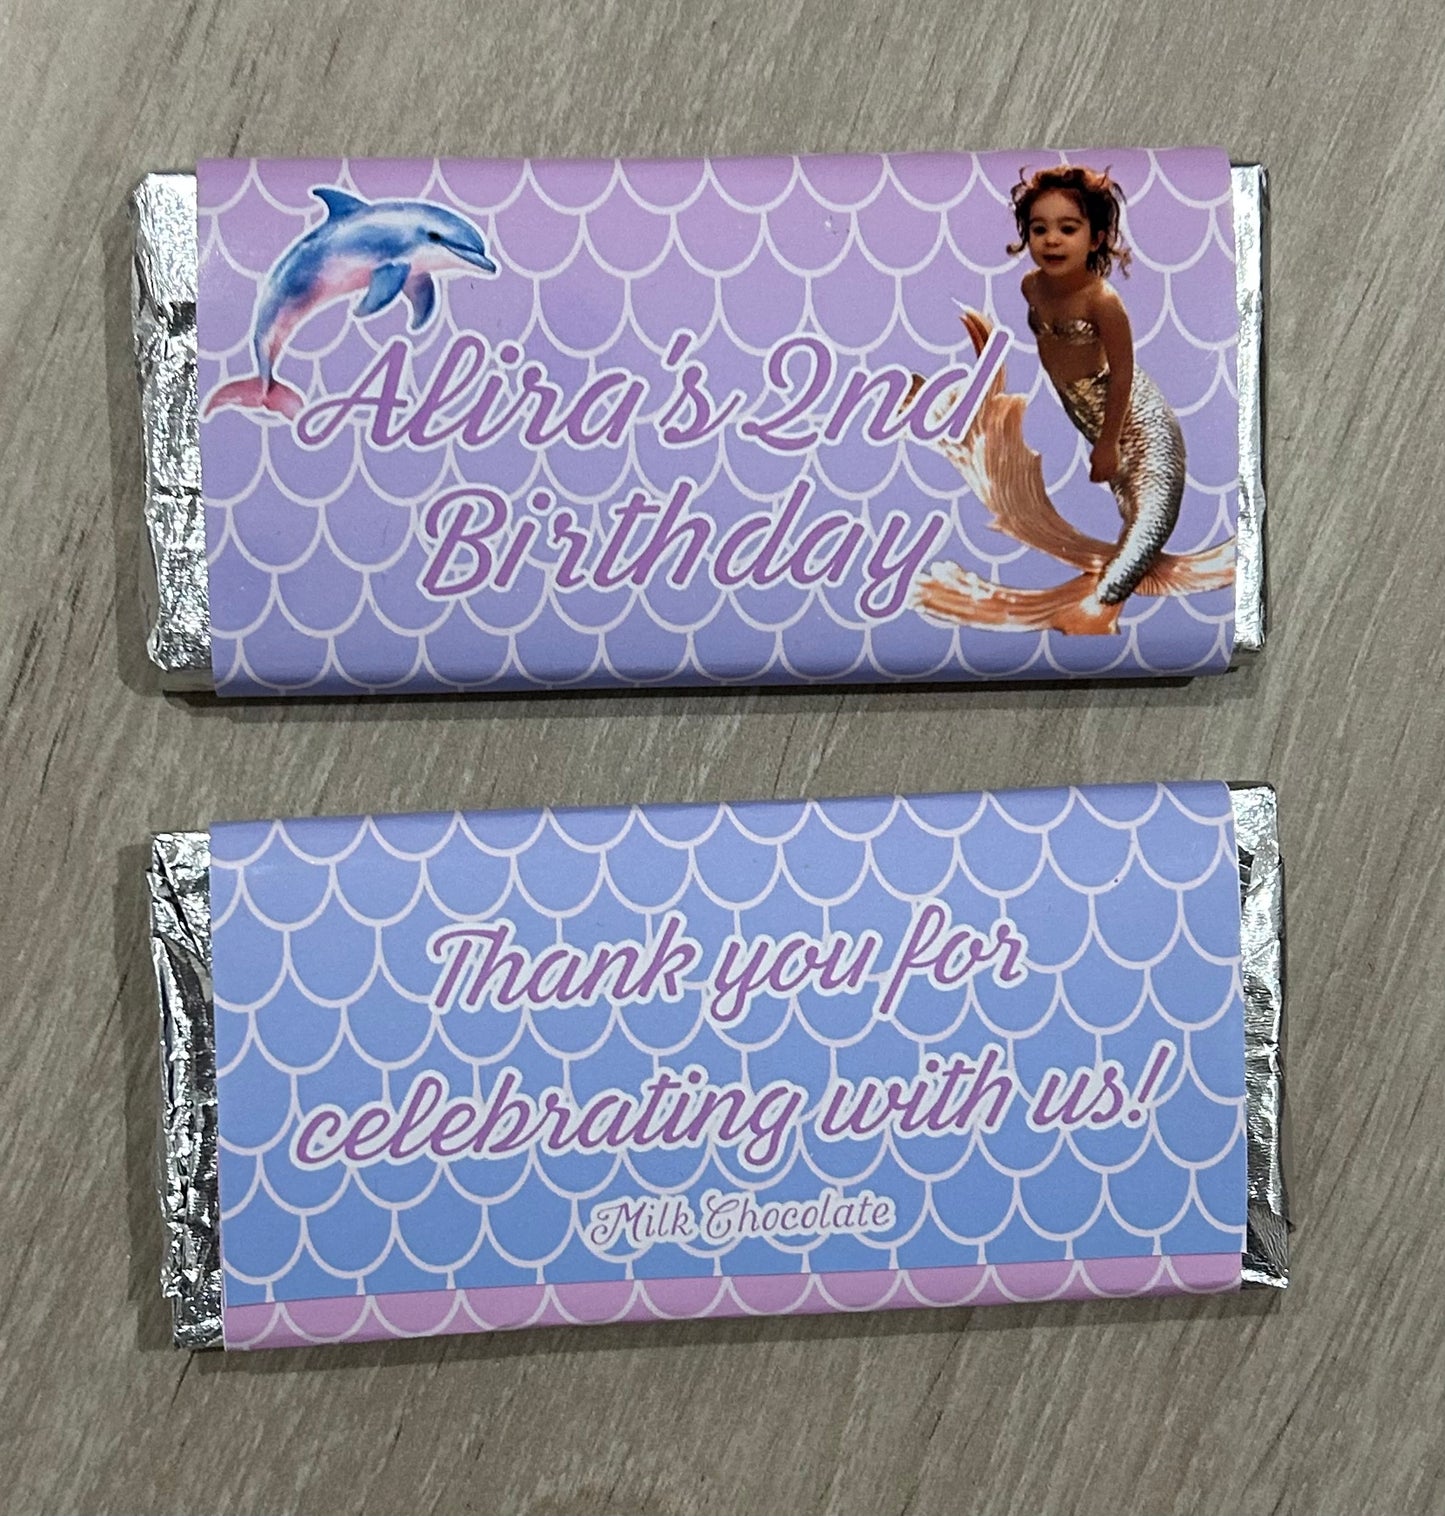 Alira's 2nd
Birthday
Thank you for
celebrating with us!
Milk Chocolate